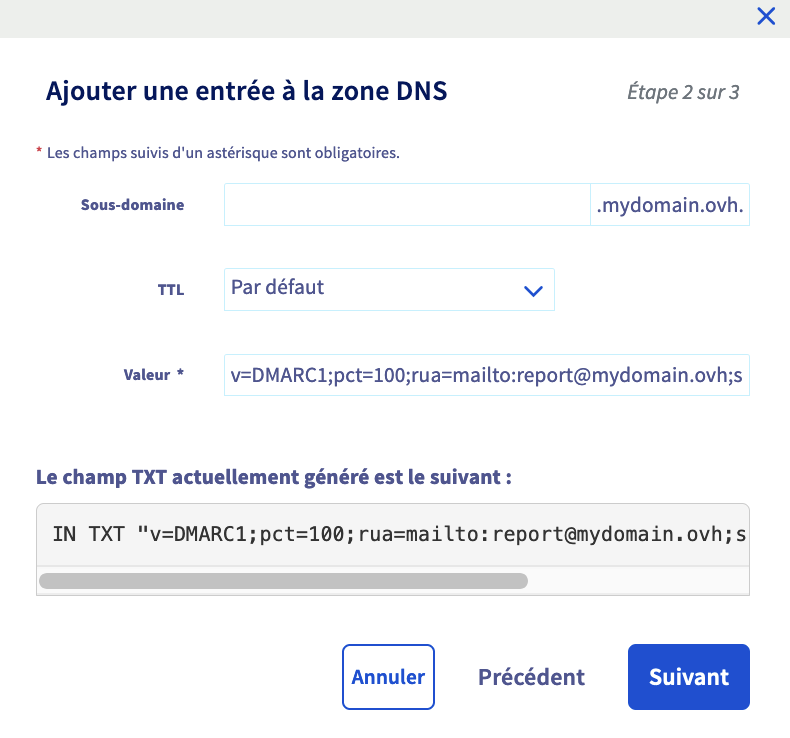 Ajouter une entrée à la zone DNS
Étape 2 sur 3
* Les champs suivis d'un astérisque sont obligatoires.
Sous-domaine
.mydomain.ovh.
TTL
Par défaut
Valeur *
v=DMARC1;pct=100;rua=mailto:report@mydomain.ovh;s
Le champ TXT actuellement généré est le suivant :
IN TXT "v=DMARC1;pct=100;rua=mailto:report@mydomain.ovh;s
Annuler
Précédent
Suivant